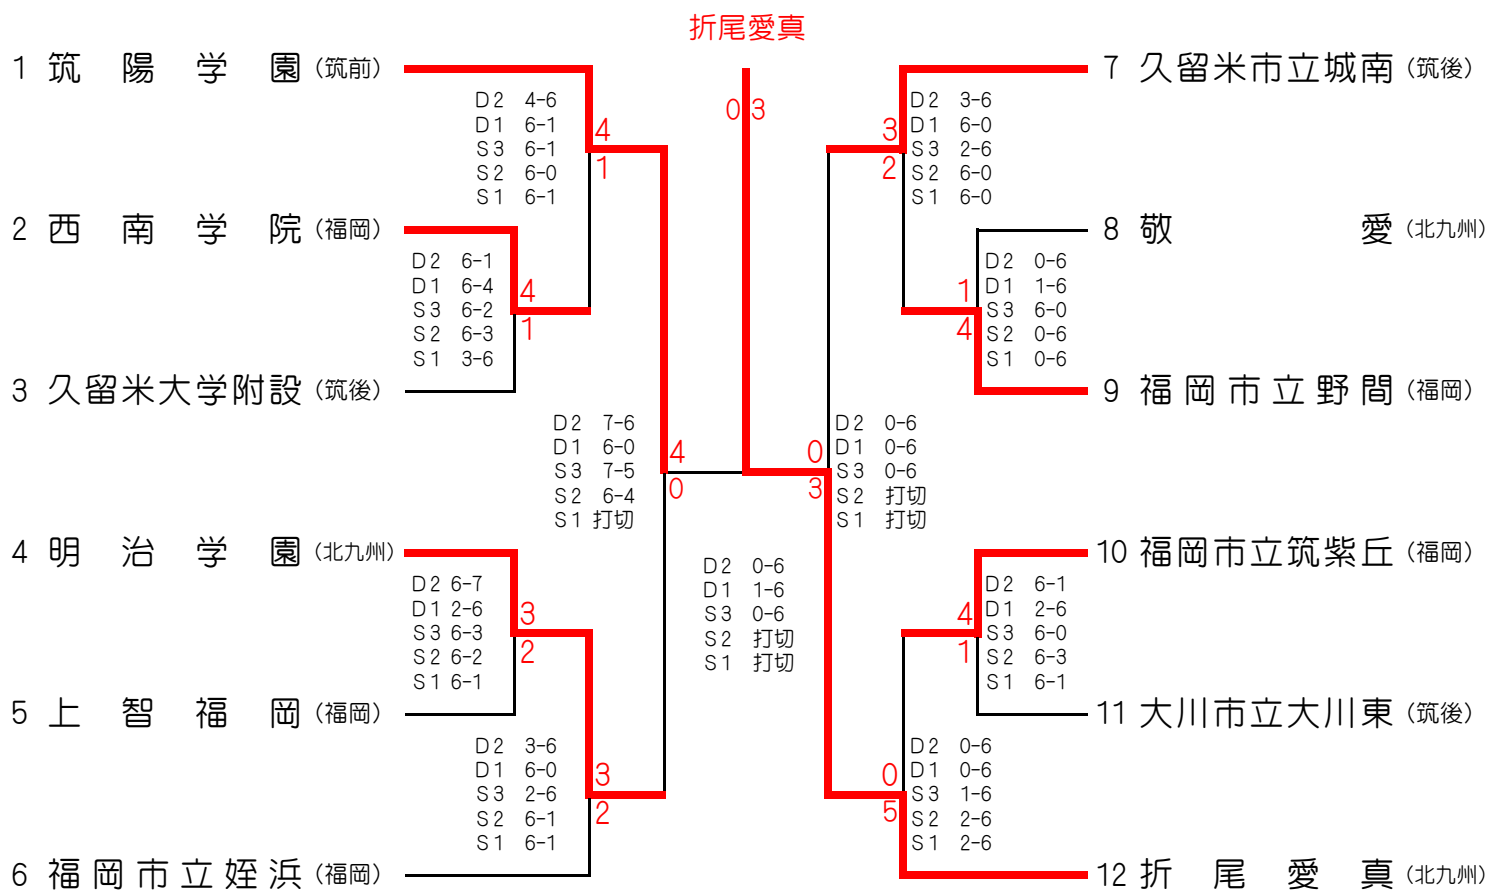 折尾愛真
1 筑陽学園 (筑前)
D2 4-6
D1 6-1
S3 6-1
S2 6-0
S1 6-1
4
1
2 西南学院 (福岡)
D2 6-1
D1 6-4
S3 6-2
S2 6-3
S1 3-6
4
1
3 久留米大学附設 (筑後)
D2 7-6
D1 6-0
S3 7-5
S2 6-4
S1 打切
4
0
4 明治学園 (北九州)
D2 6-7
D1 2-6
S3 6-3
S2 6-2
S1 6-1
3
2
5 上智福岡 (福岡)
D2 3-6
D1 6-0
S3 2-6
S2 6-1
S1 6-1
3
2
6 福岡市立姪浜 (福岡)
0 3
D2 0-6
D1 1-6
S3 0-6
S2 打切
S1 打切
7 久留米市立城南 (筑後)
3
2
D2 3-6
D1 6-0
S3 2-6
S2 6-0
S1 6-0
8 敬愛 (北九州)
1
4
D2 0-6
D1 1-6
S3 6-0
S2 0-6
S1 0-6
9 福岡市立野間 (福岡)
0
3
D2 0-6
D1 0-6
S3 0-6
S2 打切
S1 打切
10 福岡市立筑紫丘 (福岡)
4
1
D2 6-1
D1 2-6
S3 6-0
S2 6-3
S1 6-1
11 大川市立大川東 (筑後)
0
5
D2 0-6
D1 0-6
S3 1-6
S2 2-6
S1 2-6
12 折尾愛真 (北九州)